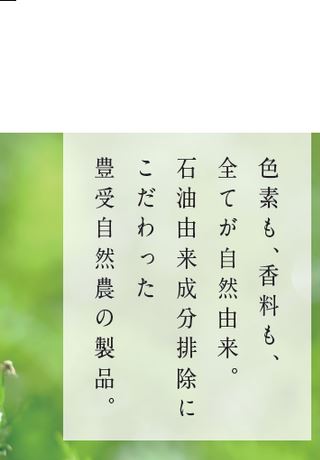 色素も、香料も、
全てが自然由来。
石油由来成分排除に
こだわった
豊受自然農の製品。